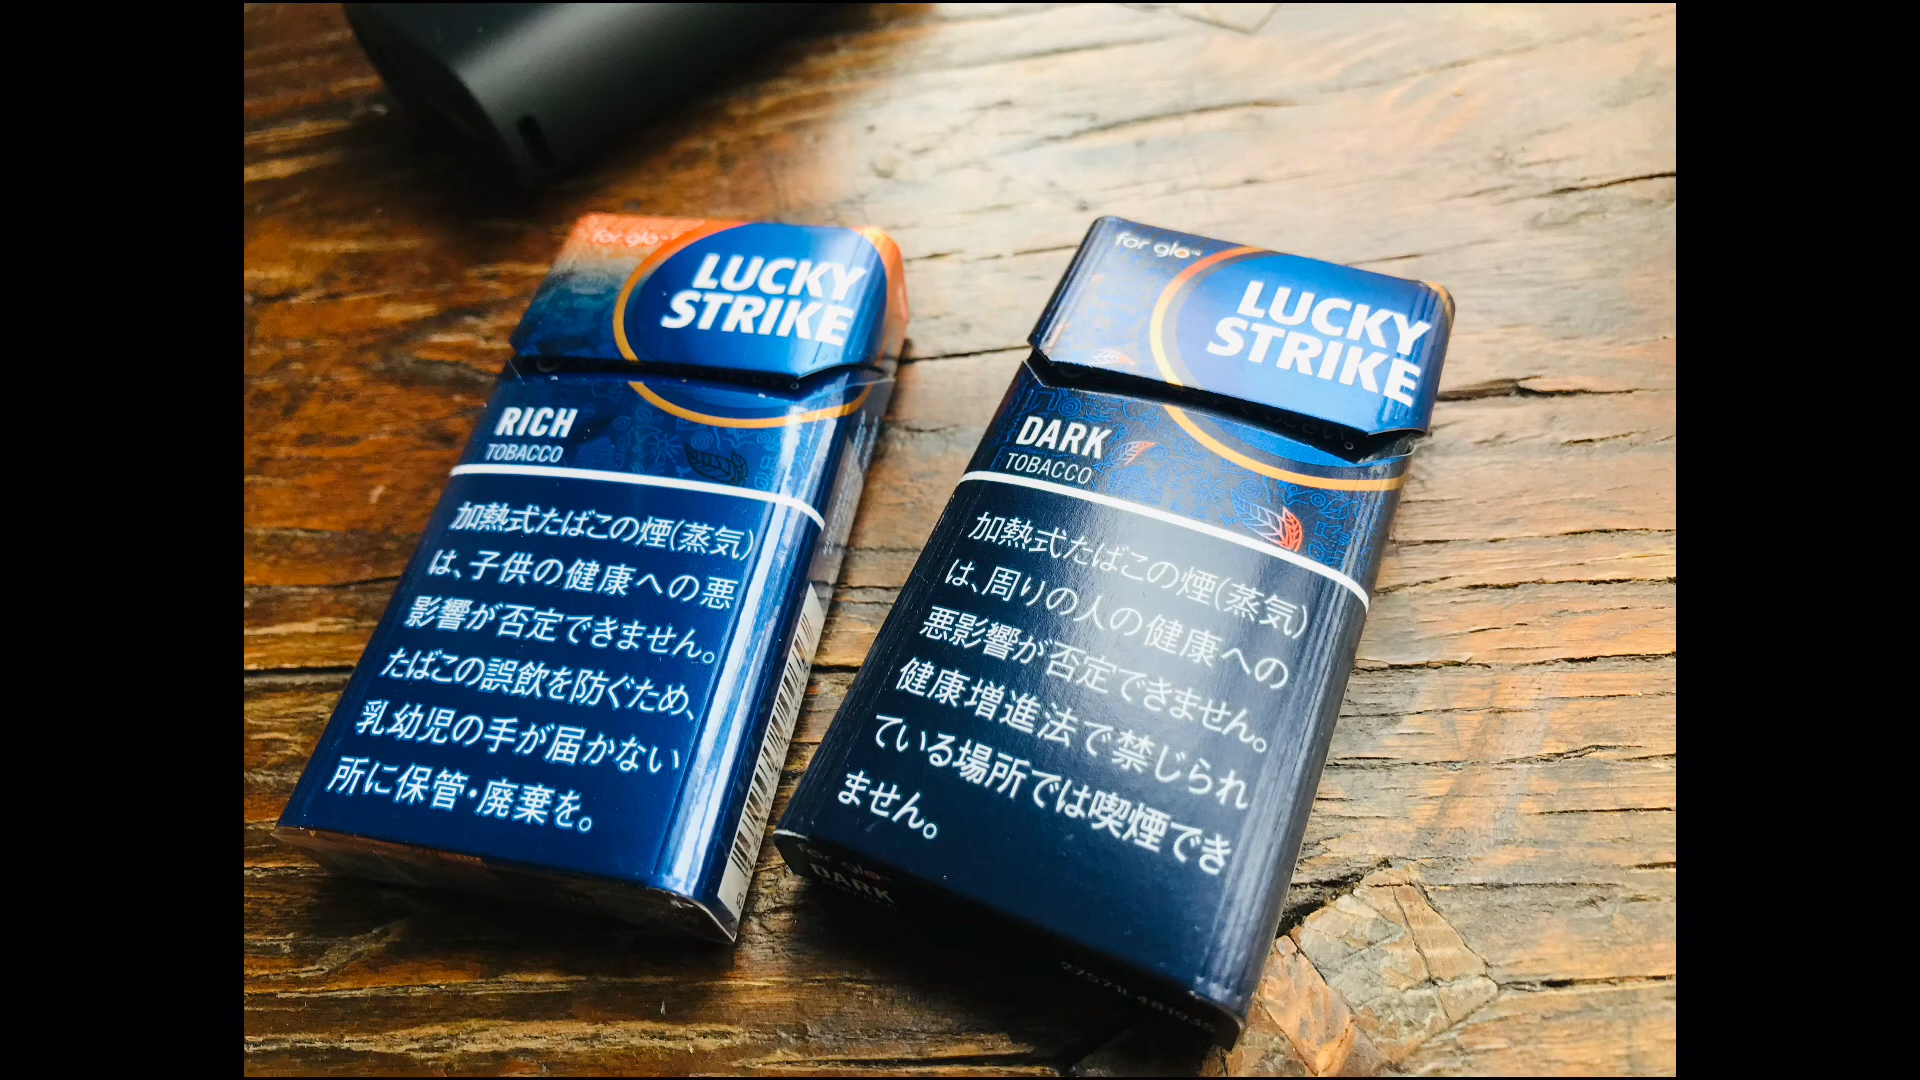 for glo™
LUCKY
STRIKE
RICH
TOBACCO
加熱式たばこの煙(蒸気)
は、子供の健康への悪
影響が否定できません。
たばこの誤飲を防ぐため、
乳幼児の手が届かない
所に保管・廃棄を。
for glo™
LUCKY
STRIKE
DARK
TOBACCO
加熱式たばこの煙(蒸気)
は、周りの人の健康への
悪影響が否定できません。
健康増進法で禁じられ
ている場所では喫煙でき
ません。
for glo
DARK